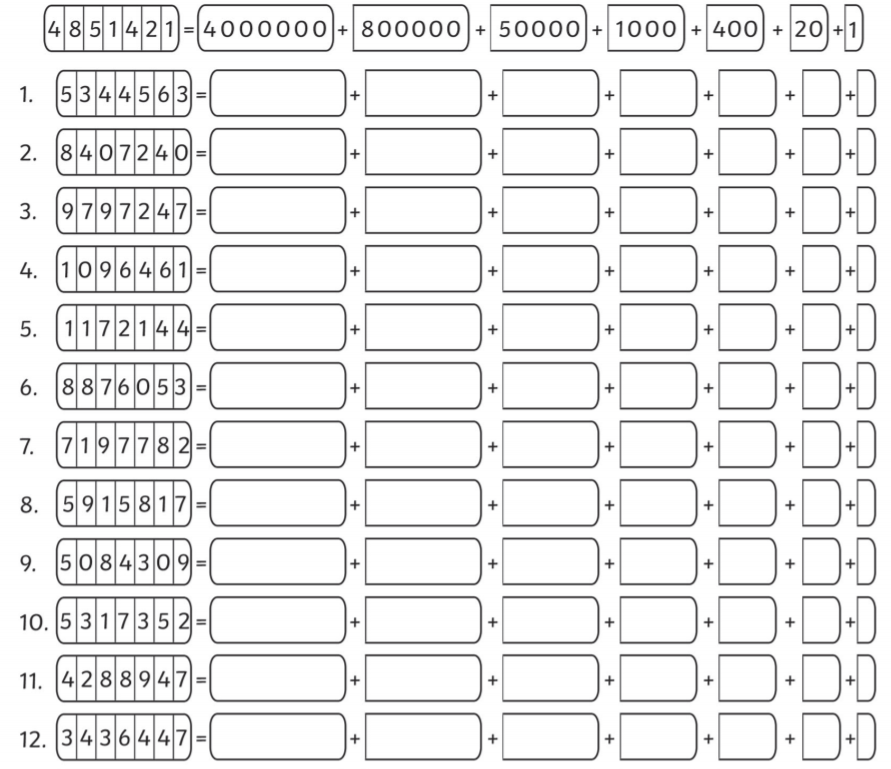 4851421 = 4000000 + 800000 + 50000 + 1000 + 400 + 20 + 1
1. 5344563 = + + + + + +
2. 8407240 = + + + + + +
3. 9797247 = + + + + + +
4. 1096461 = + + + + + +
5. 1172144 = + + + + + +
6. 8876053 = + + + + + +
7. 7197782 = + + + + + +
8. 5915817 = + + + + + +
9. 5084309 = + + + + + +
10. 5317352 = + + + + + +
11. 4288947 = + + + + + +
12. 3436447 = + + + + + +